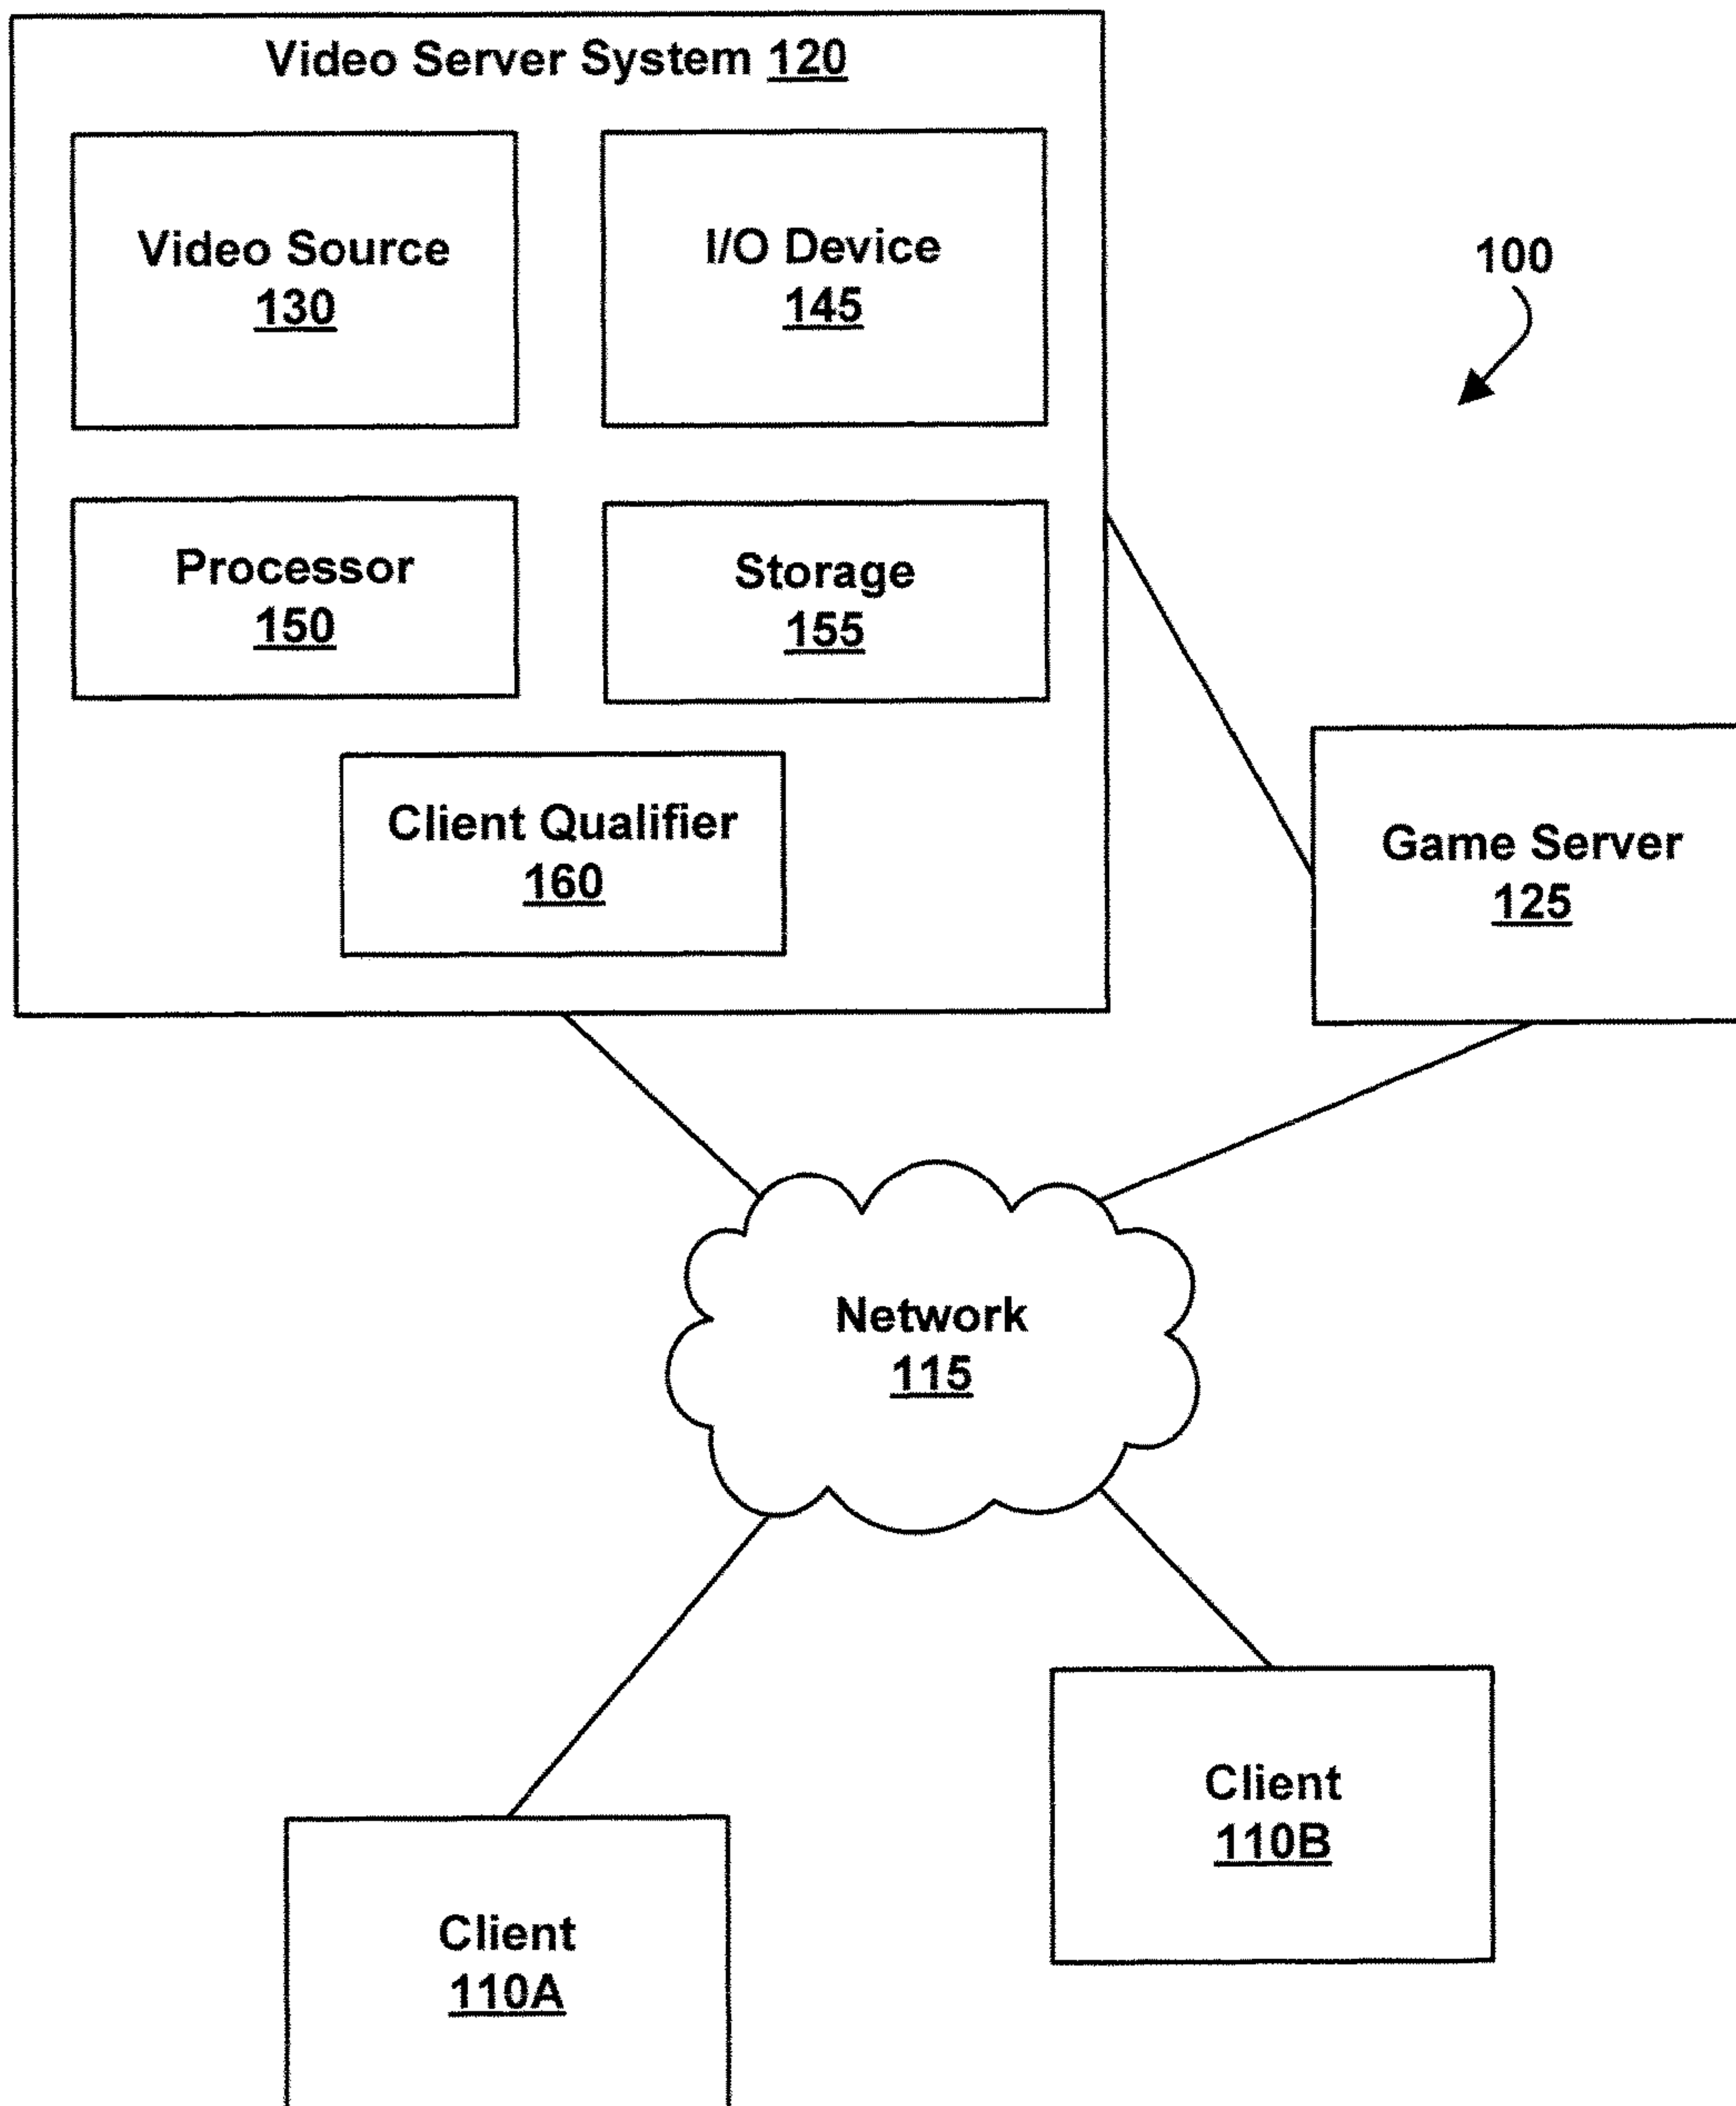 Video Server System 120
Video Source
130
I/O Device
145
100
Processor
150
Storage
155
Client Qualifier
160
Game Server
125
Network
115
Client
110B
Client
110A